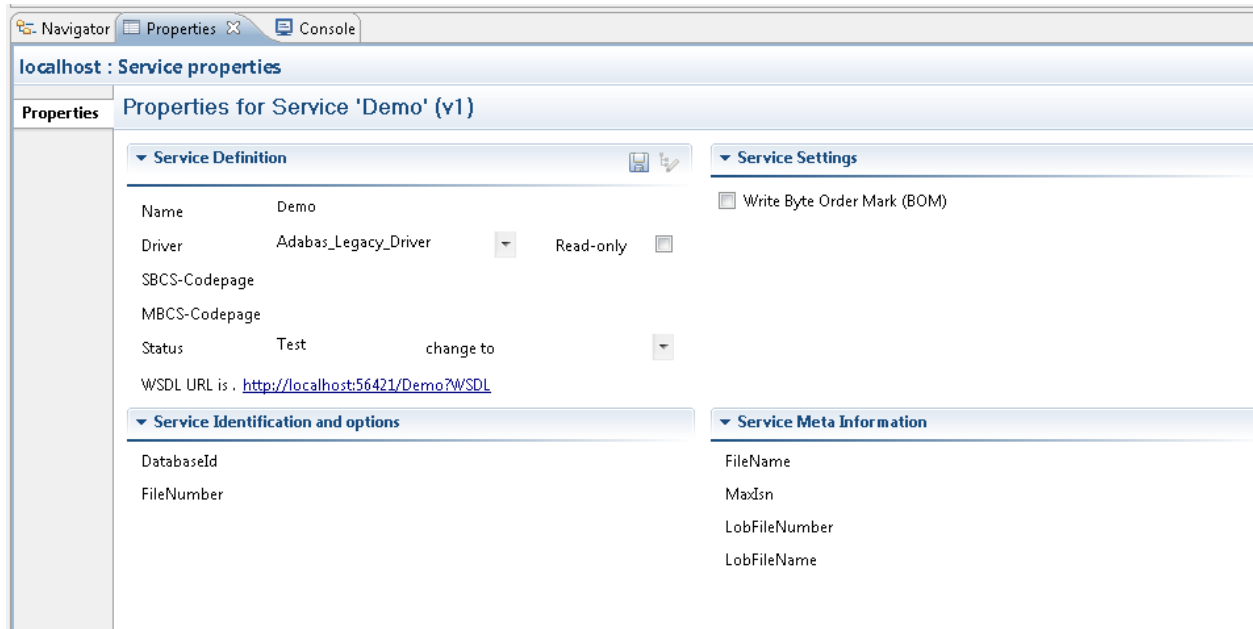 Navigator Properties Console
localhost : Service properties
Properties
Properties for Service 'Demo' (v1)
Service Definition
Name Demo
Driver Adabas_Legacy_Driver Read-only
SBCS-Codepage
MBCS-Codepage
Status Test change to
WSDL URL is . http://localhost:56421/Demo?WSDL
Service Settings
Write Byte Order Mark (BOM)
Service Identification and options
DatabaseId
FileNumber
Service Meta Information
FileName
MaxIsn
LobFileNumber
LobFileName